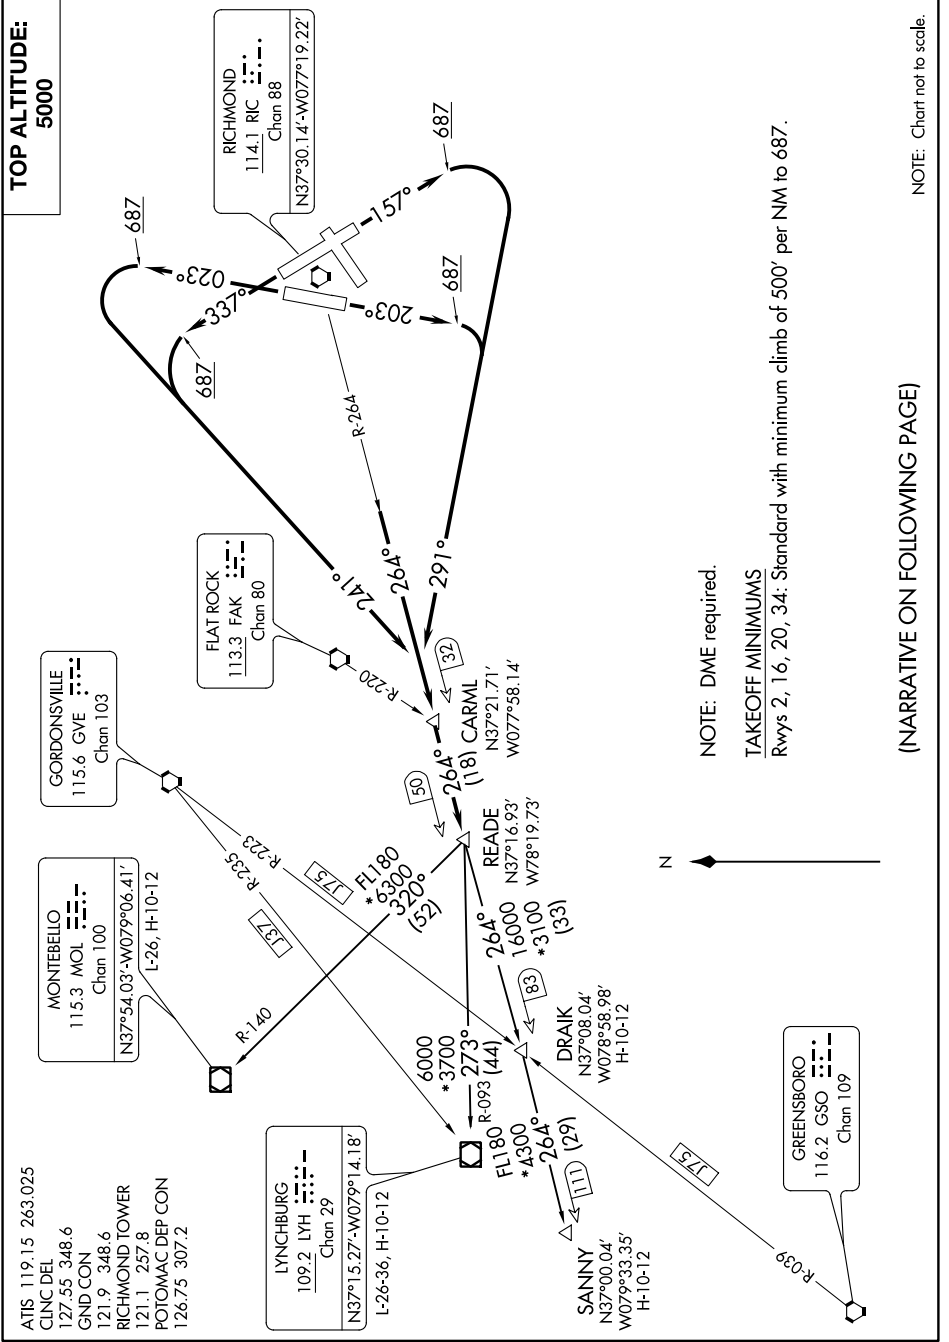 ATIS 119.15 263.025
CLNC DEL
127.55 348.6
GND CON
121.9 348.6
RICHMOND TOWER
121.1 257.8
POTOMAC DEP CON
126.75 307.2
TOP ALTITUDE:
5000
MONTEBELLO
115.3 MOL
Chan 100
N37°54.03'-W079°06.41'
L-26, H-10-12
GORDONSVILLE
115.6 GVE
Chan 103
FLAT ROCK
113.3 FAK
Chan 80
RICHMOND
114.1 RIC
Chan 88
N37°30.14'-W077°19.22'
LYNCHBURG
109.2 LYH
Chan 29
N37°15.27'-W079°14.18'
L-26-36, H-10-12
GREENSBORO
116.2 GSO
Chan 109
R-140
R-235
J37
R-223
J75
R-220
R-264
R-093
R-039
J75
687
687
687
687
023°
337°
157°
203°
241°
264°
291°
32
CARML
N37°21.71'
W077°58.14'
264°
(18)
50
READE
N37°16.93'
W78°19.73'
FL180
*6300
320°
(52)
6000
*3700
273°
(44)
264°
16000
*3100
(33)
83
DRAIK
N37°08.04'
W078°58.98'
H-10-12
FL180
*4300
264°
(29)
111
SANNY
N37°00.04'
W079°33.35'
H-10-12
N
NOTE: DME required.
TAKEOFF MINIMUMS
Rwys 2, 16, 20, 34: Standard with minimum climb of 500' per NM to 687.
(NARRATIVE ON FOLLOWING PAGE)
NOTE: Chart not to scale.